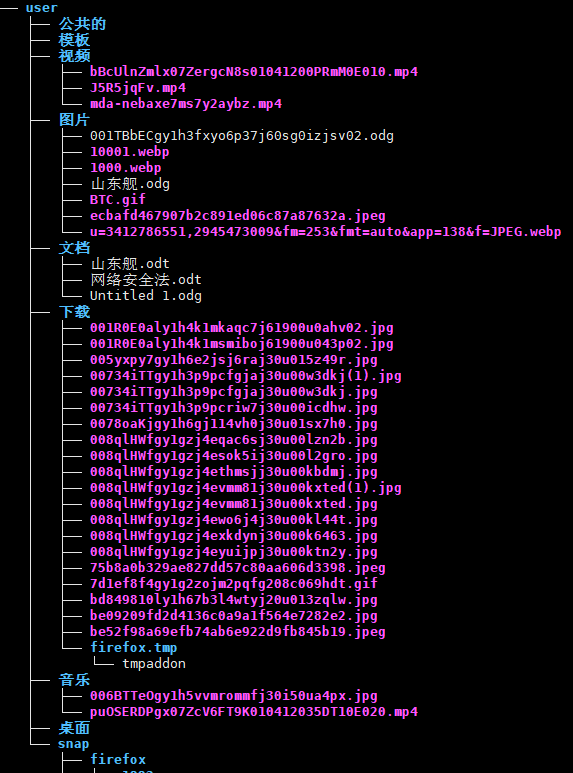 user
公共的
模板
视频
bBcUlnZmlx07ZergcN8s01041200PRmM0E010.mp4
J5R5jqFv.mp4
mda-nebaxe7ms7y2aybz.mp4
图片
001TBbECgy1h3fxyo6p37j60sg0izjsv02.odg
10001.webp
1000.webp
山东舰.odg
BTC.gif
ecbafd467907b2c891ed06c87a87632a.jpeg
u=3412786551,2945473009&fm=253&fmt=auto&app=138&f=JPEG.webp
文档
山东舰.odt
网络安全法.odt
Untitled 1.odg
下载
001R0E0aly1h4k1mkaqc7j61900u0ahv02.jpg
001R0E0aly1h4k1msmiboj61900u043p02.jpg
005yxpy7gy1h6e2jsj6raj30u015z49r.jpg
00734iTTgy1h3p9pcfgjaj30u00w3dkj(1).jpg
00734iTTgy1h3p9pcfgjaj30u00w3dkj.jpg
00734iTTgy1h3p9pcriw7j30u00icdhw.jpg
0078oaKjgy1h6gj114vh0j30u01sx7h0.jpg
008qlHWfgy1gzj4eqac6sj30u00lzn2b.jpg
008qlHWfgy1gzj4esok5ij30u00l2gro.jpg
008qlHWfgy1gzj4ethmsjj30u00kbdmj.jpg
008qlHWfgy1gzj4evmm81j30u00kxted(1).jpg
008qlHWfgy1gzj4evmm81j30u00kxted.jpg
008qlHWfgy1gzj4ewo6j4j30u00kl44t.jpg
008qlHWfgy1gzj4exkdynj30u00k6463.jpg
008qlHWfgy1gzj4eyuijpj30u00ktn2y.jpg
75b8a0b329ae827dd57c80aa606d3398.jpeg
7d1ef8f4gy1g2zojm2pqfg208c069hdt.gif
bd849810ly1h67b3l4wtyj20u013zqlw.jpg
be09209fd2d4136c0a9a1f564e7282e2.jpg
be52f98a69efb74ab6e922d9fb845b19.jpeg
firefox.tmp
tmpaddon
音乐
006BTTeOgy1h5vvmrommfj30i50ua4px.jpg
puOSERDPgx07ZcV6FT9K010412035DT10E020.mp4
桌面
snap
firefox